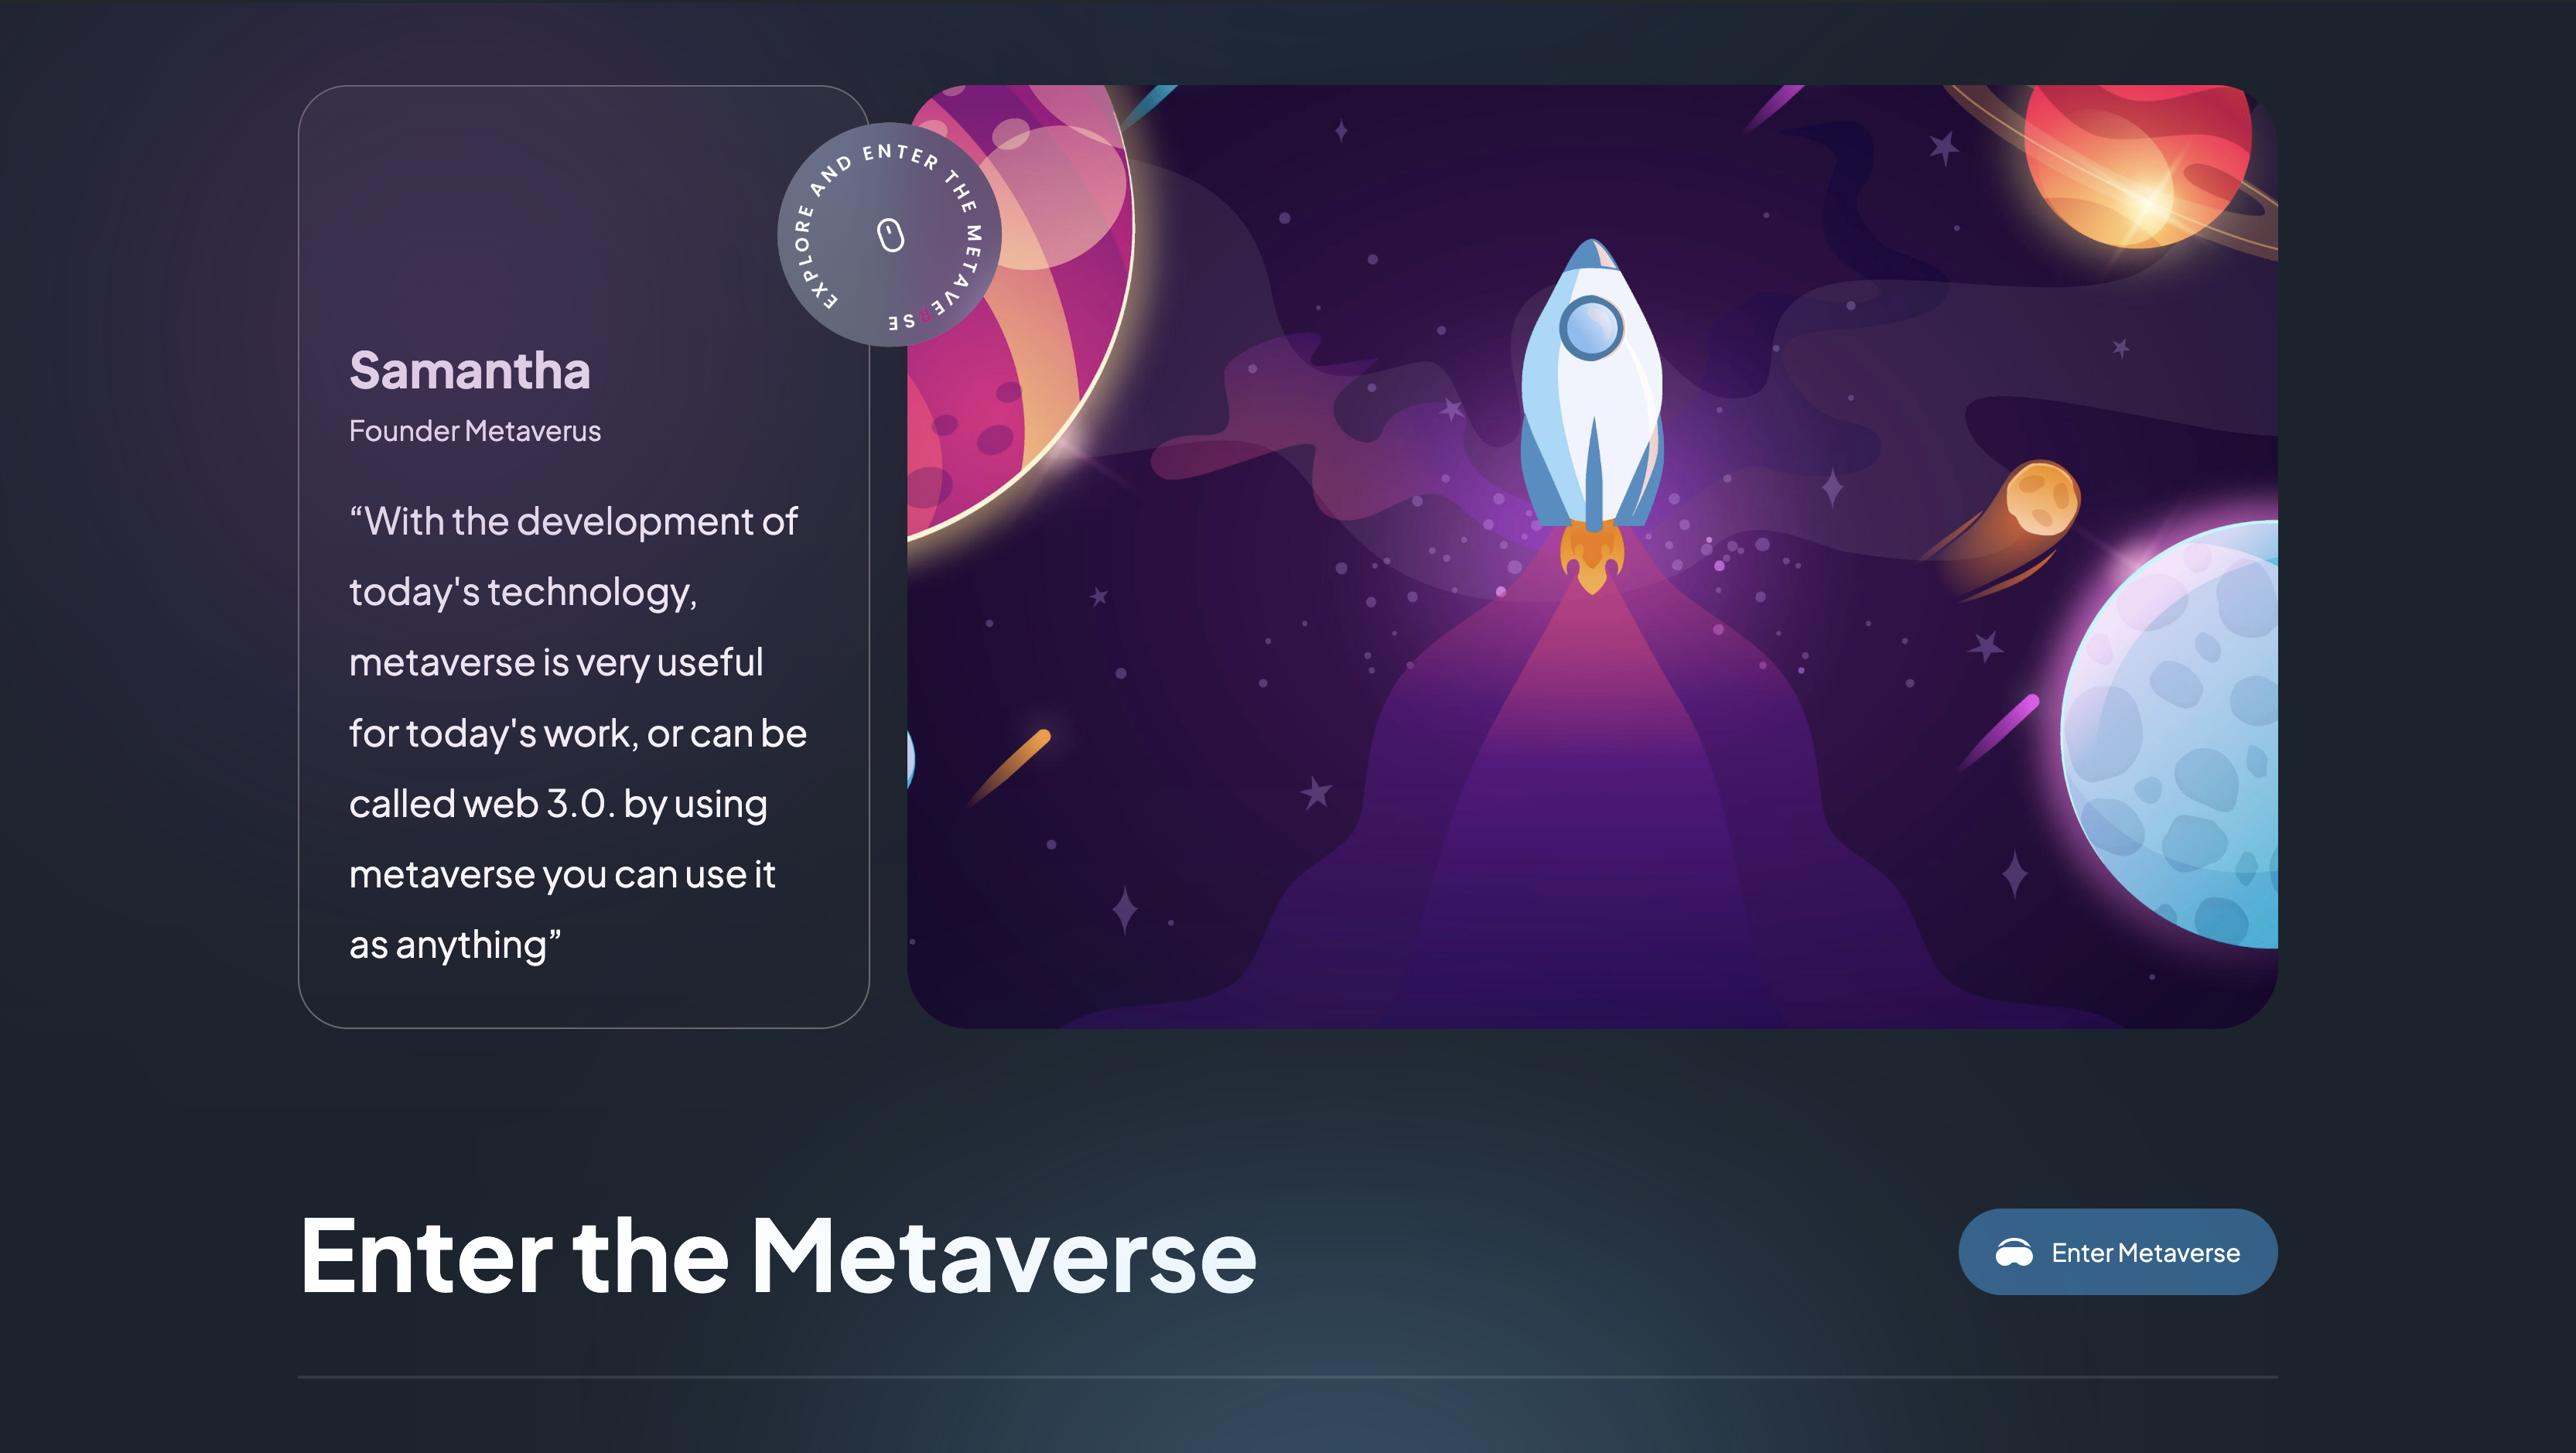 EXPLORE AND ENTER THE METAVERSE
Samantha
Founder Metaverus
“With the development of
today's technology,
metaverse is very useful
for today's work, or can be
called web 3.0. by using
metaverse you can use it
as anything”
Enter the Metaverse
Enter Metaverse